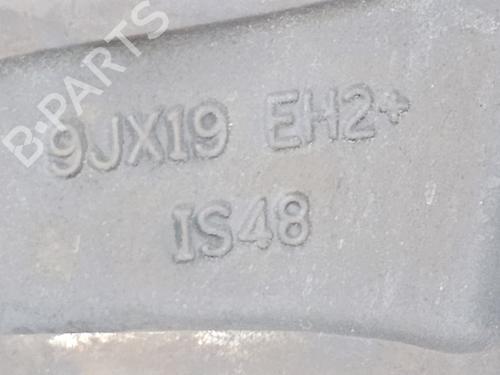 B-PARTS
9JX19 EH2+
IS48